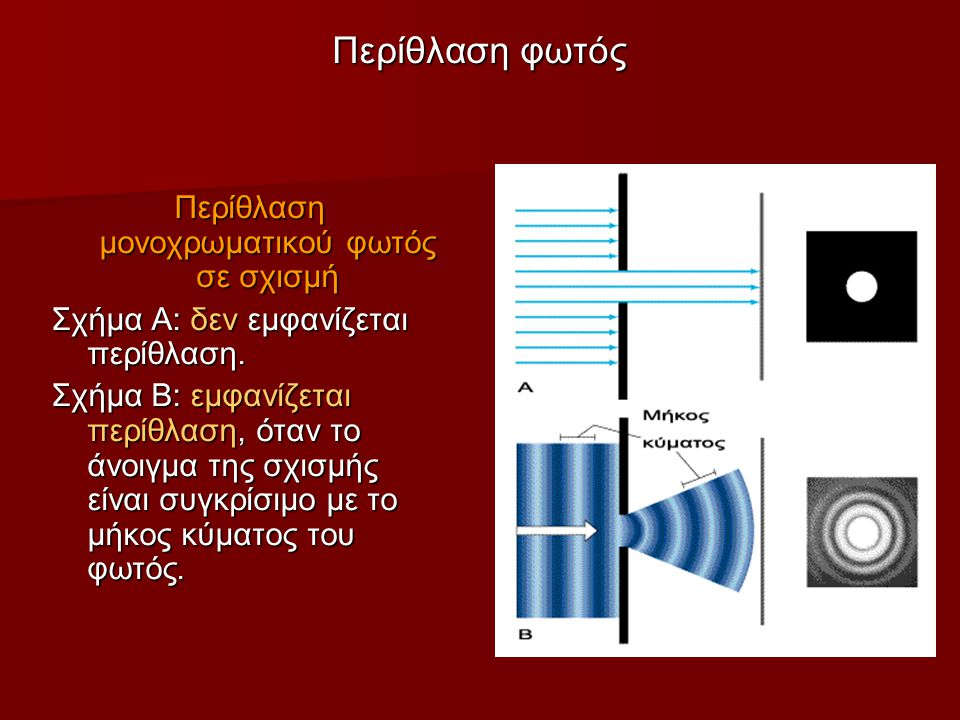 Περίθλαση φωτός
Περίθλαση
μονοχρωματικού φωτός
σε σχισμή
Σχήμα Α: δεν εμφανίζεται
περίθλαση.
Σχήμα Β: εμφανίζεται
περίθλαση, όταν το
άνοιγμα της σχισμής
είναι συγκρίσιμο με το
μήκος κύματος του
φωτός.
Α
Μήκος
κύματος
Β